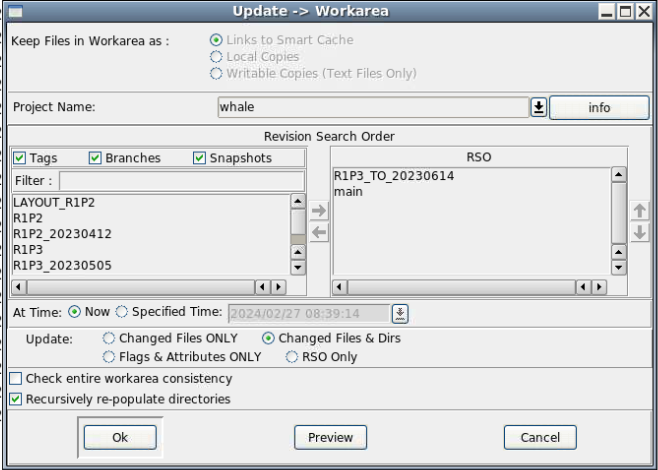 Update -> Workarea
Keep Files in Workarea as :
Links to Smart Cache
Local Copies
Writable Copies (Text Files Only)
Project Name:
whale
info
Revision Search Order
Tags
Branches
Snapshots
Filter :
LAYOUT_R1P2
R1P2
R1P2_20230412
R1P3
R1P3_20230505
RSO
R1P3_TO_20230614
main
At Time:
Now
Specified Time:
2024/02/27 08:39:14
Update:
Changed Files ONLY
Changed Files & Dirs
Flags & Attributes ONLY
RSO Only
Check entire workarea consistency
Recursively re-populate directories
Ok
Preview
Cancel